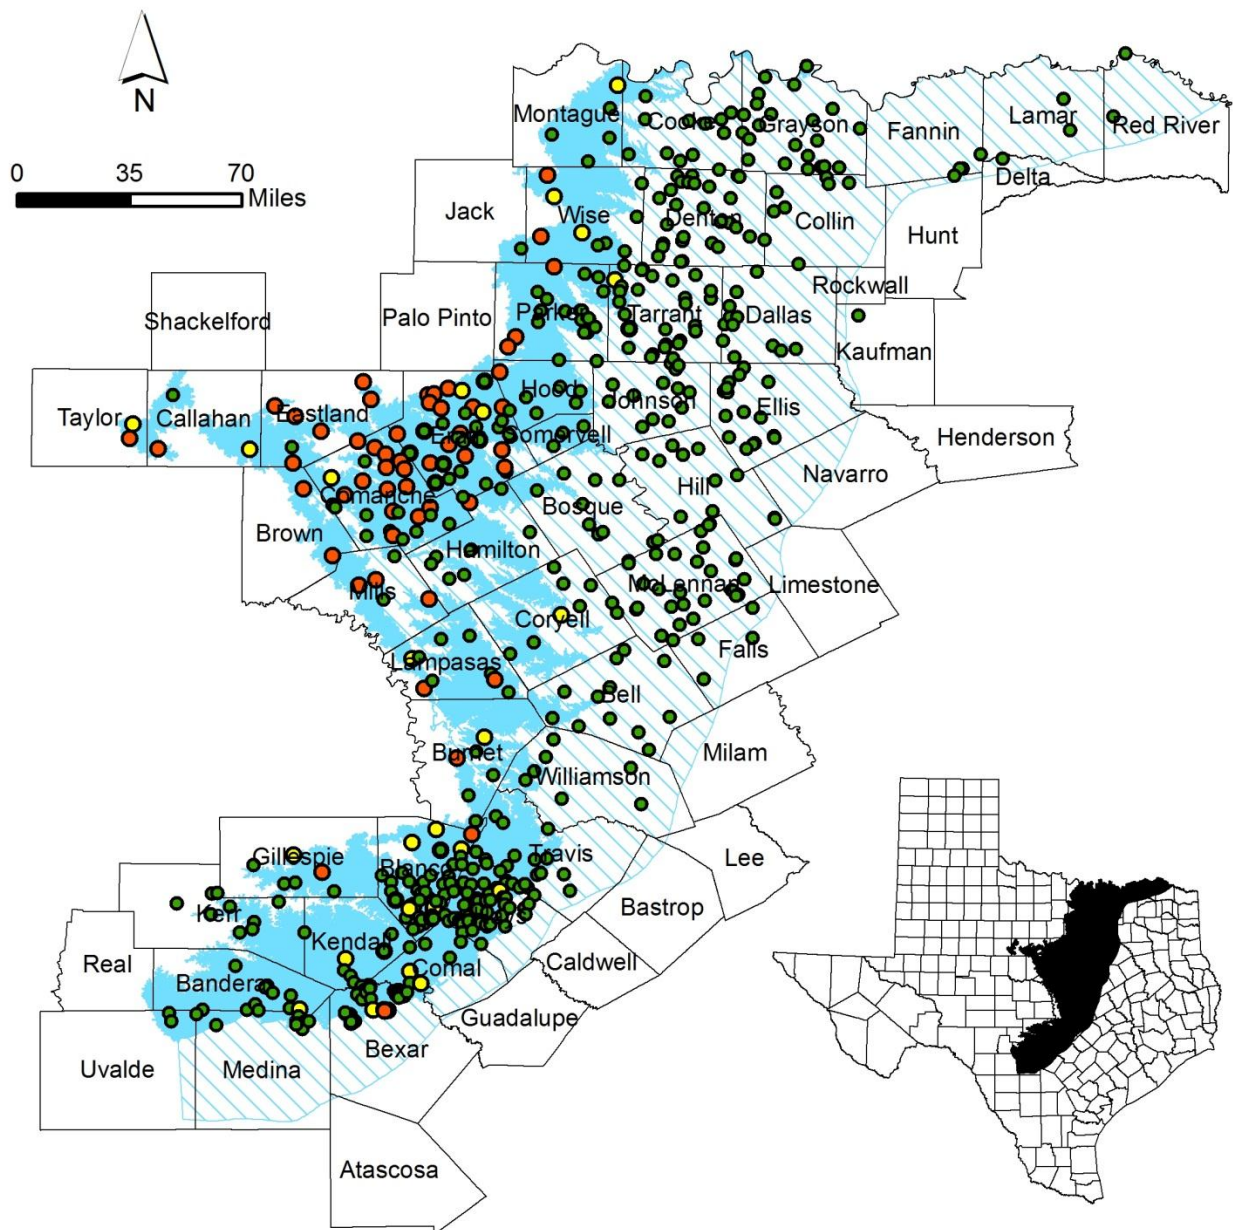 N
0 35 70
Miles
Montague
Cooke
Grayson
Fannin
Lamar
Red River
Delta
Jack
Wise
Denton
Collin
Hunt
Rockwall
Shackelford
Palo Pinto
Parker
Tarrant
Dallas
Kaufman
Taylor
Callahan
Eastland
Erath
Hood
Johnson
Ellis
Somervell
Henderson
Navarro
Comanche
Bosque
Hill
Brown
Hamilton
McLennan
Limestone
Mills
Coryell
Falls
Lampasas
Bell
Burnet
Milam
Williamson
Travis
Lee
Gillespie
Blanco
Hays
Bastrop
Kerr
Kendall
Caldwell
Real
Comal
Bandera
Guadalupe
Bexar
Uvalde
Medina
Atascosa